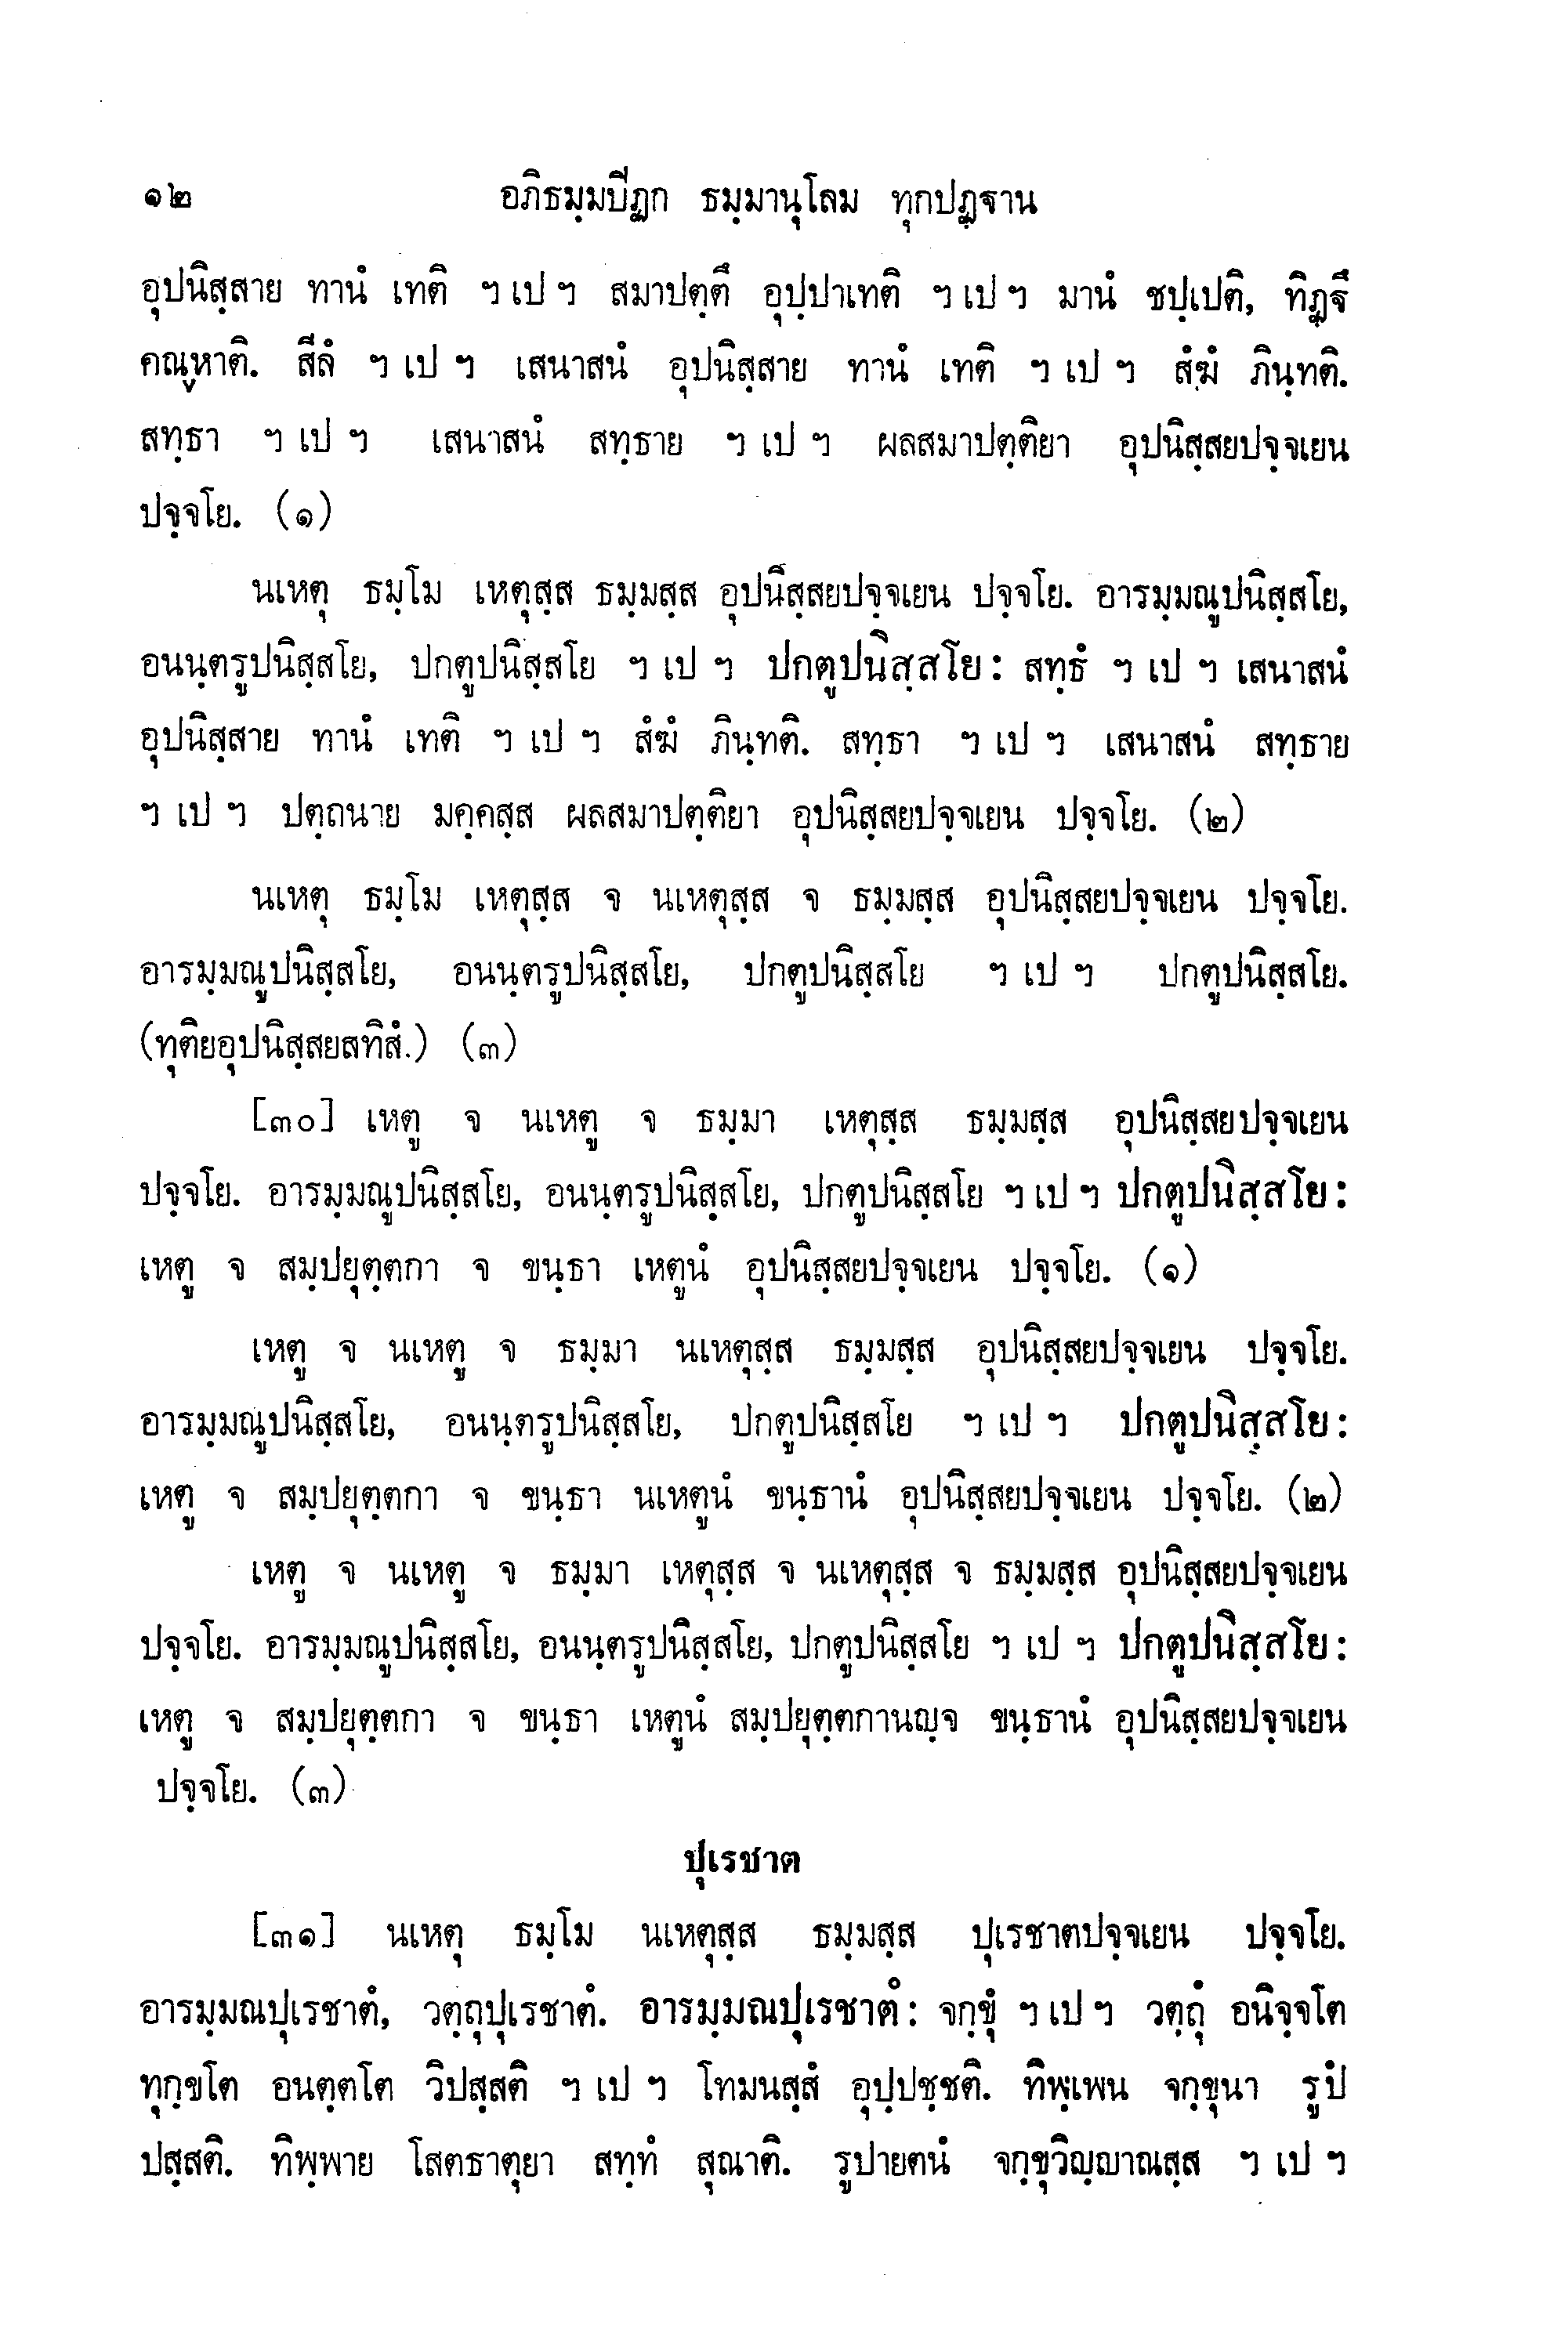 ๑๒ อภิธมฺมปีฏก ธมฺมานุโลม ทุกปฏฺฐาน
อุปนิสฺสาย ทานํ เทติ ฯ เป ฯ สมาปตฺตึ อุปฺปาเทติ ฯ เป ฯ มานํ ชปฺเปติ, ทิฏฺฐึ
คณฺหาติ. สีลํ ฯ เป ฯ เสนาสนํ อุปนิสฺสาย ทานํ เทติ ฯ เป ฯ สํฆํ ภินฺทติ.
สทฺธา ฯ เป ฯ เสนาสนํ สทฺธาย ฯ เป ฯ ผลสมาปตฺติยา อุปนิสฺสยปจฺจเยน
ปจฺจโย. (๑)
นเหตุ ธมฺโม เหตุสฺส ธมฺมสฺส อุปนิสฺสยปจฺจเยน ปจฺจโย. อารมฺมณูปนิสฺสโย,
อนนฺตรูปนิสฺสโย, ปกตูปนิสฺสโย ฯ เป ฯ ปกตูปนิสฺสโย: สทฺธํ ฯ เป ฯ เสนาสนํ
อุปนิสฺสาย ทานํ เทติ ฯ เป ฯ สํฆํ ภินฺทติ. สทฺธา ฯ เป ฯ เสนาสนํ สทฺธาย
ฯ เป ฯ ปตฺถนาย มคฺคสฺส ผลสมาปตฺติยา อุปนิสฺสยปจฺจเยน ปจฺจโย. (๒)
นเหตุ ธมฺโม เหตุสฺส จ นเหตุสฺส จ ธมฺมสฺส อุปนิสฺสยปจฺจเยน ปจฺจโย.
อารมฺมณูปนิสฺสโย, อนนฺตรูปนิสฺสโย, ปกตูปนิสฺสโย ฯ เป ฯ ปกตูปนิสฺสโย.
(ทุติยอุปนิสฺสยสทิสํ.) (๓)
[๓๐] เหตู จ นเหตู จ ธมฺมา เหตุสฺส ธมฺมสฺส อุปนิสฺสยปจฺจเยน
ปจฺจโย. อารมฺมณูปนิสฺสโย, อนนฺตรูปนิสฺสโย, ปกตูปนิสฺสโย ฯ เป ฯ ปกตูปนิสฺสโย:
เหตู จ สมฺปยุตฺตกา จ ขนฺธา เหตูนํ อุปนิสฺสยปจฺจเยน ปจฺจโย. (๑)
เหตู จ นเหตู จ ธมฺมา นเหตุสฺส ธมฺมสฺส อุปนิสฺสยปจฺจเยน ปจฺจโย.
อารมฺมณูปนิสฺสโย, อนนฺตรูปนิสฺสโย, ปกตูปนิสฺสโย ฯ เป ฯ ปกตูปนิสฺสโย:
เหตู จ สมฺปยุตฺตกา จ ขนฺธา นเหตูนํ ขนฺธานํ อุปนิสฺสยปจฺจเยน ปจฺจโย. (๒)
เหตู จ นเหตู จ ธมฺมา เหตุสฺส จ นเหตุสฺส จ ธมฺมสฺส อุปนิสฺสยปจฺจเยน
ปจฺจโย. อารมฺมณูปนิสฺสโย, อนนฺตรูปนิสฺสโย, ปกตูปนิสฺสโย ฯ เป ฯ ปกตูปนิสฺสโย:
เหตู จ สมฺปยุตฺตกา จ ขนฺธา เหตูนํ สมฺปยุตฺตกานญฺจ ขนฺธานํ อุปนิสฺสยปจฺจเยน
ปจฺจโย. (๓)
ปุเรชาต
[๓๑] นเหตุ ธมฺโม นเหตุสฺส ธมฺมสฺส ปุเรชาตปจฺจเยน ปจฺจโย.
อารมฺมณปุเรชาตํ, วตฺถุปุเรชาตํ. อารมฺมณปุเรชาตํ: จกฺขุํ ฯ เป ฯ วตฺถุํ อนิจฺจโต
ทุกฺขโต อนตฺตโต วิปสฺสติ ฯ เป ฯ โทมนสฺสํ อุปฺปชฺชติ. ทิพฺเพน จกฺขุนา รูปํ
ปสฺสติ. ทิพฺพาย โสตธาตุยา สทฺทํ สุณาติ. รูปายตนํ จกฺขุวิญฺญาณสฺส ฯ เป ฯ